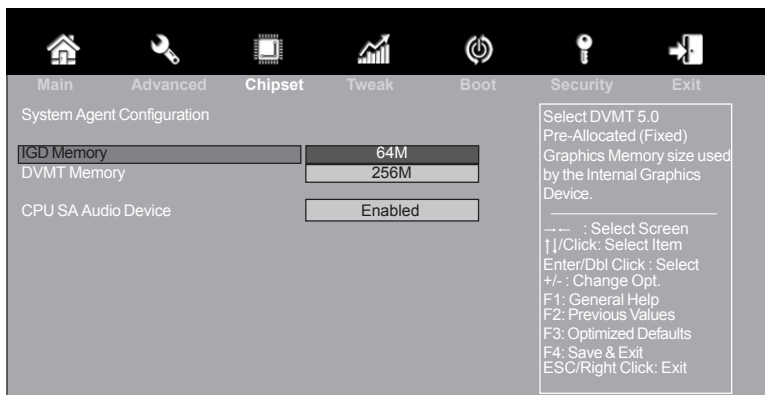 Main Advanced Chipset Tweak Boot Security Exit
System Agent Configuration
IGD Memory 64M
DVMT Memory 256M
CPU SA Audio Device Enabled
Select DVMT 5.0
Pre-Allocated (Fixed)
Graphics Memory size used
by the Internal Graphics
Device.
→← : Select Screen
↑↓/Click: Select Item
Enter/Dbl Click : Select
+/- : Change Opt.
F1: General Help
F2: Previous Values
F3: Optimized Defaults
F4: Save & Exit
ESC/Right Click: Exit